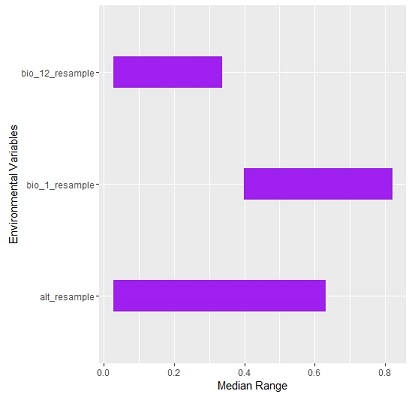 Environmental Variables
bio_12_resample
bio_1_resample
alt_resample
0.0 0.2 0.4 0.6 0.8
Median Range